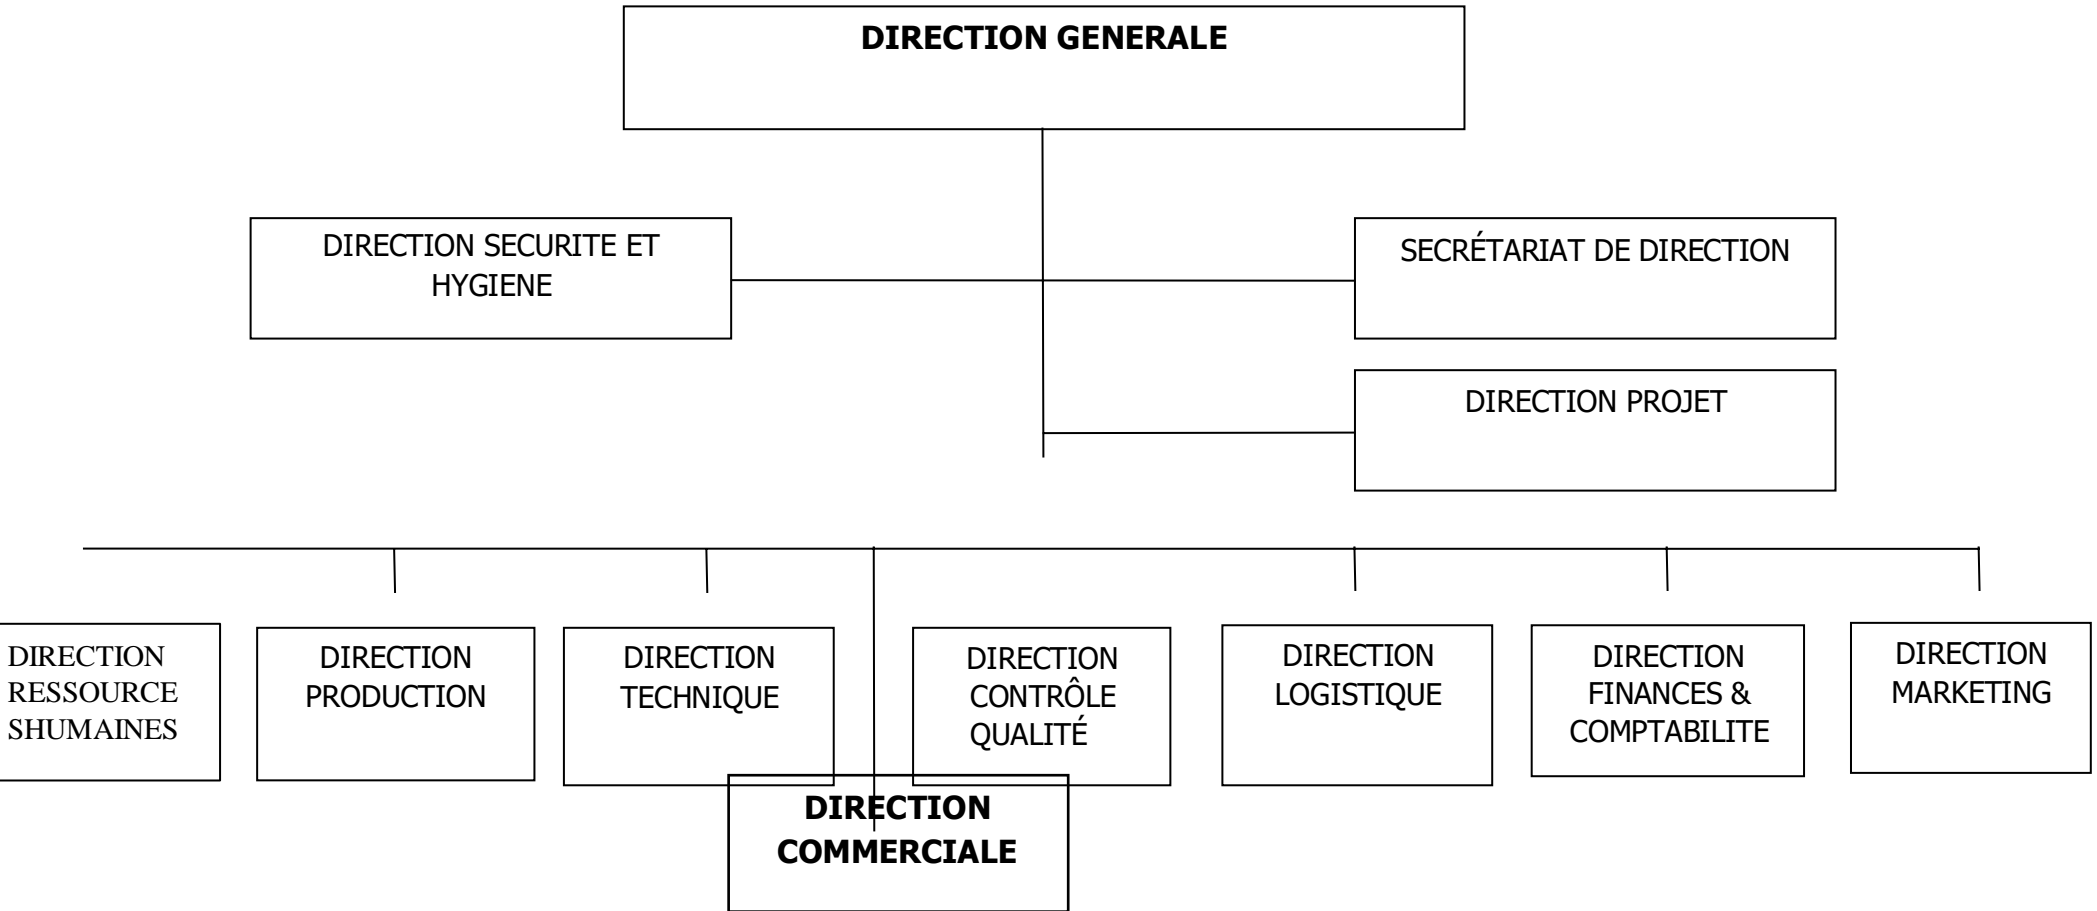 DIRECTION GENERALE
DIRECTION SECURITE ET
HYGIENE
SECRÉTARIAT DE DIRECTION
DIRECTION PROJET
DIRECTION
RESSOURCE
SHUMAINES
DIRECTION
PRODUCTION
DIRECTION
TECHNIQUE
DIRECTION
CONTRÔLE
QUALITÉ
DIRECTION
LOGISTIQUE
DIRECTION
FINANCES &
COMPTABILITE
DIRECTION
MARKETING
DIRECTION
COMMERCIALE